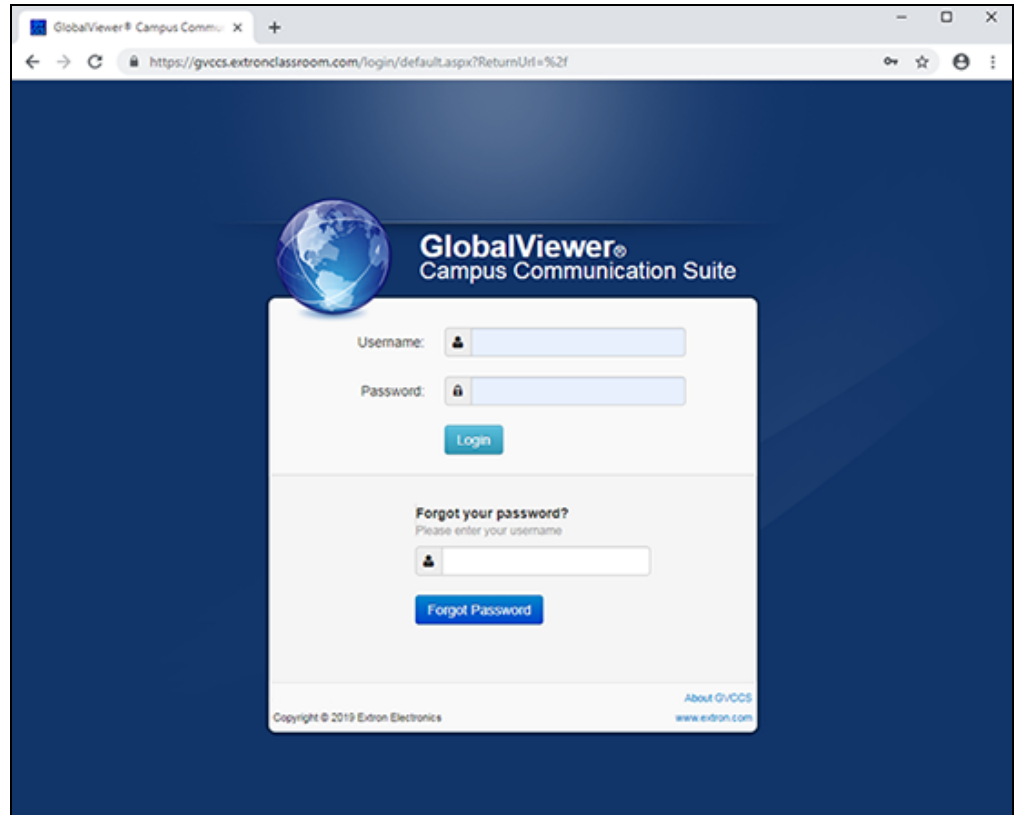 GlobalViewer® Campus Commu
https://gvccs.extronclassroom.com/login/default.aspx?ReturnUrl=%2f
GlobalViewer®
Campus Communication Suite
Username:
Password:
Login
Forgot your password?
Please enter your username
Forgot Password
About GVCCS
Copyright © 2019 Extron Electronics
www.extron.com